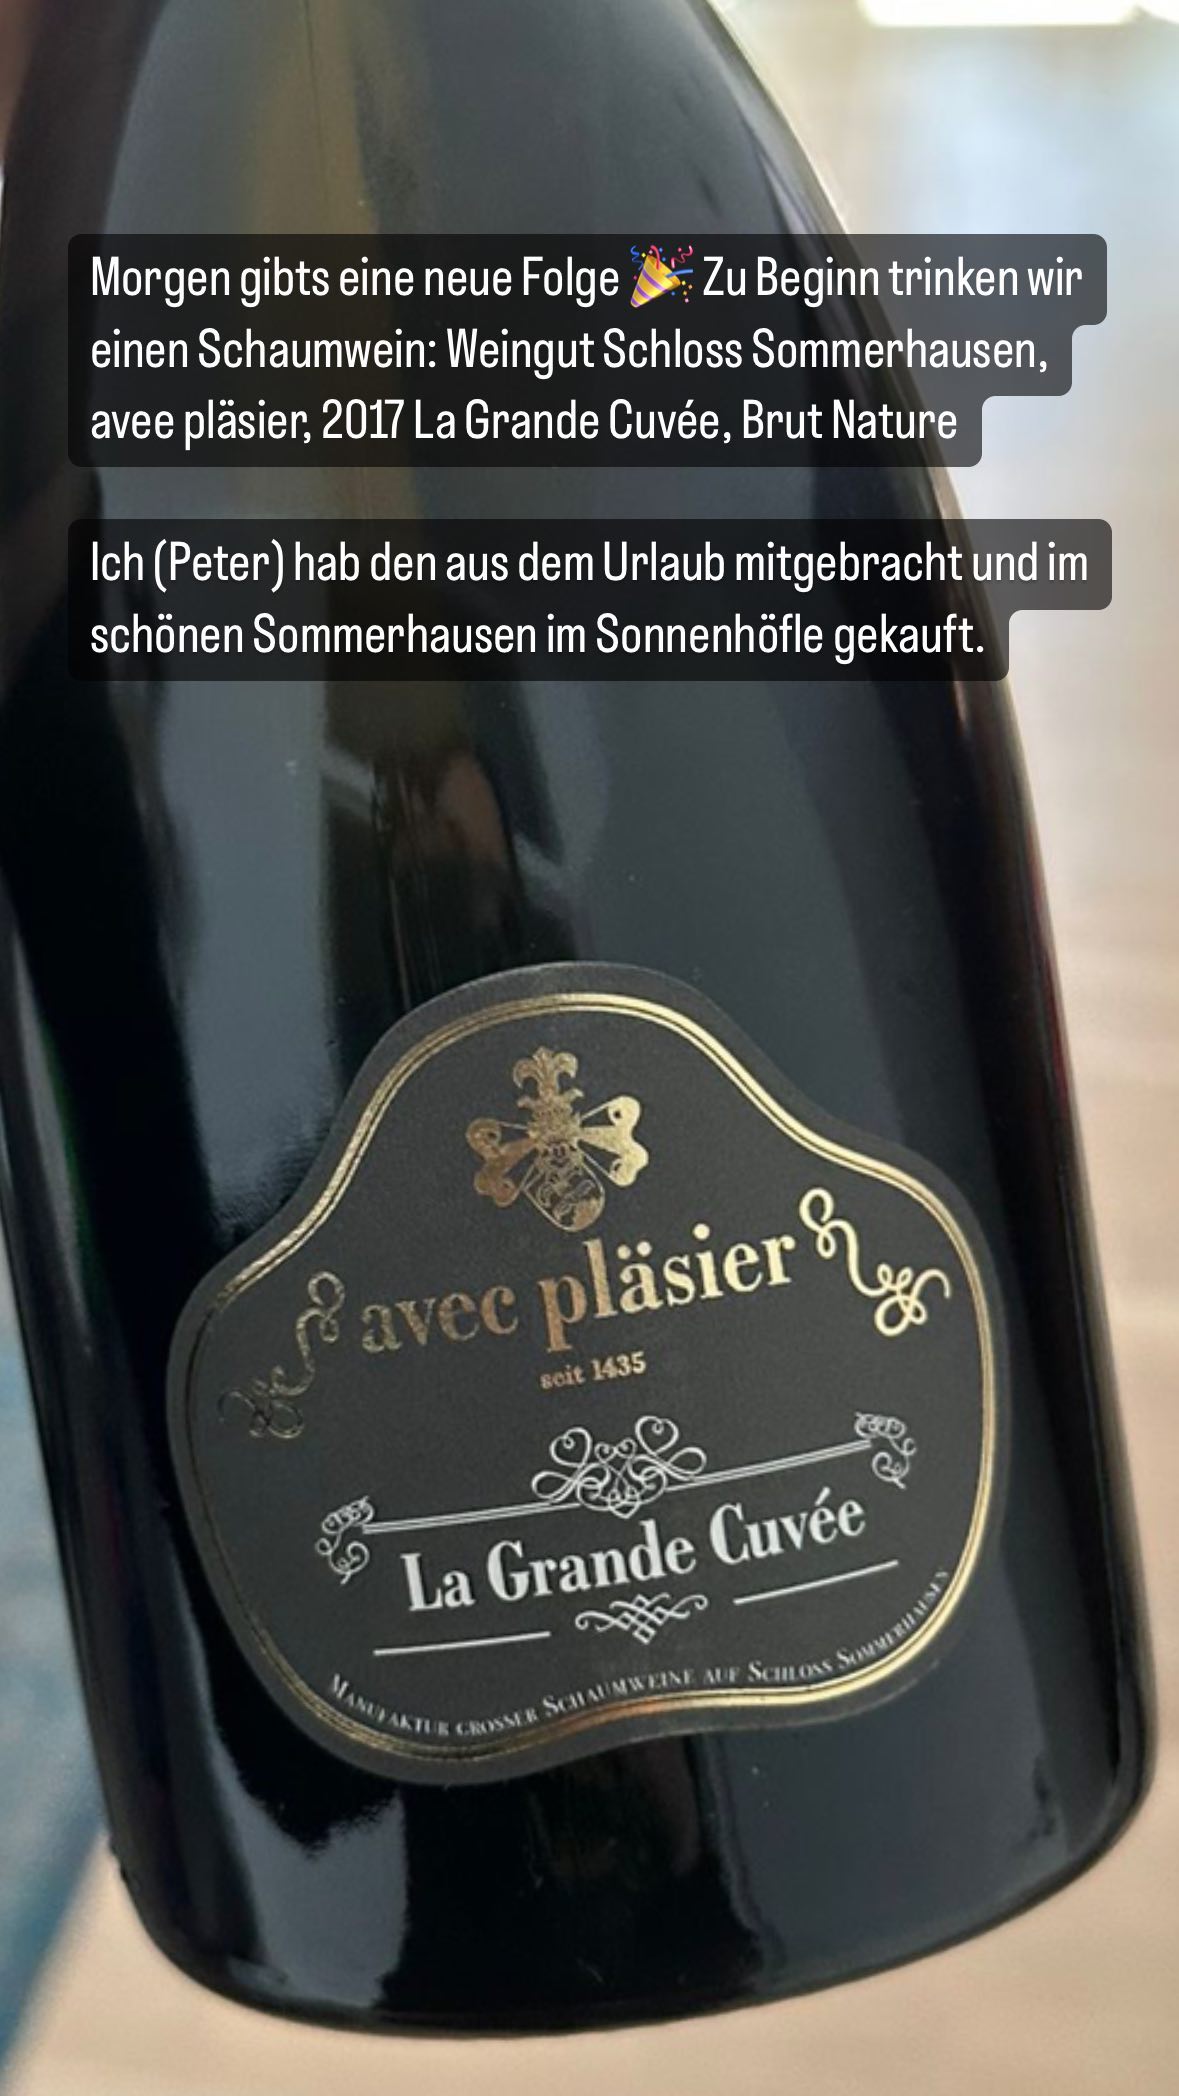 Morgen gibts eine neue Folge 🎉 Zu Beginn trinken wir
einen Schaumwein: Weingut Schloss Sommerhausen,
avee pläsier, 2017 La Grande Cuvée, Brut Nature
Ich (Peter) hab den aus dem Urlaub mitgebracht und im
schönen Sommerhausen im Sonnenhöfle gekauft.
avec pläsier
seit 1435
La Grande Cuvée
MANUFAKTUR GROSSER SCHAUMWEINE AUF SCHLOSS SOMMERHAUSEN